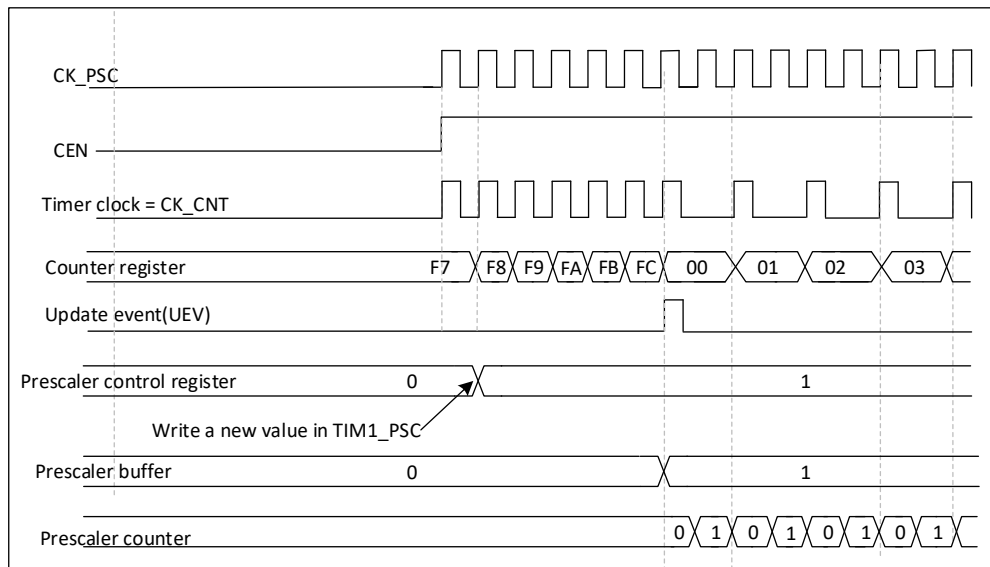 CK_PSC
CEN
Timer clock = CK_CNT
Counter register F7 F8 F9 FA FB FC 00 01 02 03
Update event(UEV)
Prescaler control register 0 1
Write a new value in TIM1_PSC
Prescaler buffer 0 1
Prescaler counter 0 1 0 1 0 1 0 1